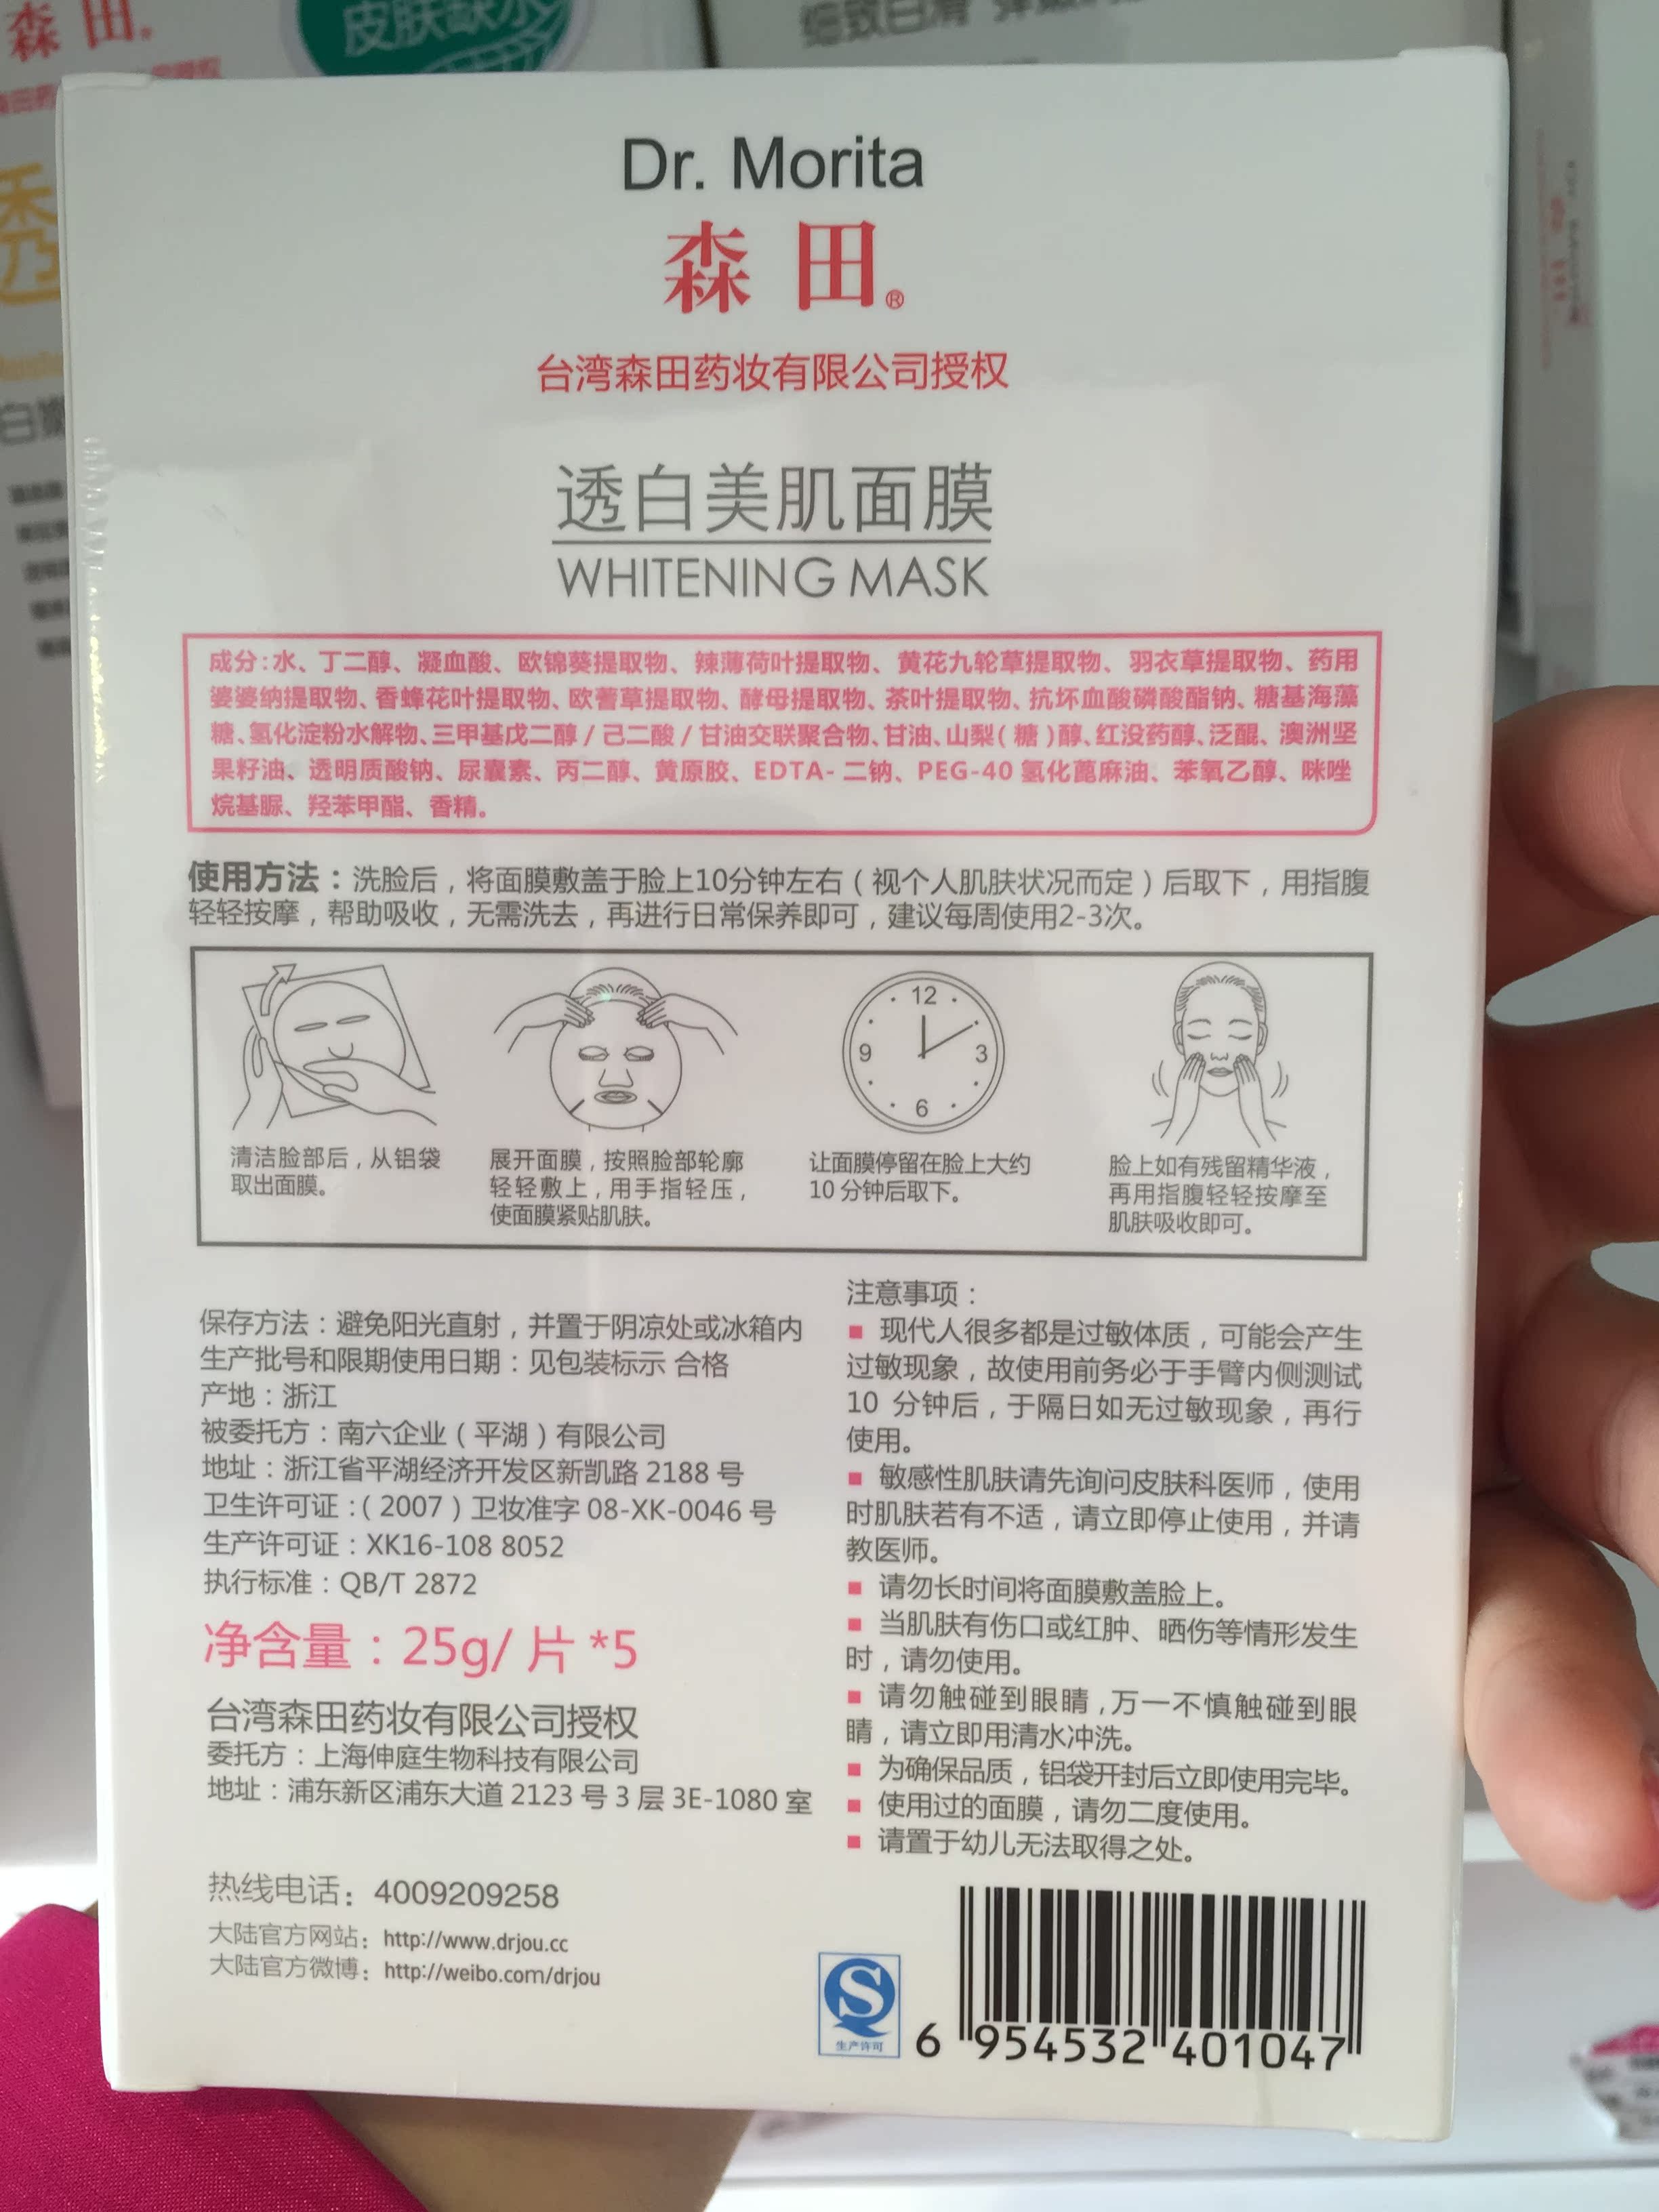 森田
皮肤缺水
Dr. Morita
森田®
台湾森田药妆有限公司授权
透白美肌面膜
WHITENING MASK
成分：水、丁二醇、凝血酸、欧锦葵提取物、辣薄荷叶提取物、黄花九轮草提取物、羽衣草提取物、药用
婆婆纳提取物、香蜂花叶提取物、欧蓍草提取物、酵母提取物、茶叶提取物、抗坏血酸磷酸酯钠、糖基海藻
糖、氢化淀粉水解物、三甲基戊二醇/己二酸/甘油交联聚合物、甘油、山梨(糖)醇、红没药醇、泛醌、澳洲坚
果籽油、透明质酸钠、尿囊素、丙二醇、黄原胶、EDTA-二钠、PEG-40氢化蓖麻油、苯氧乙醇、咪唑
烷基脲、羟苯甲酯、香精。
使用方法：洗脸后，将面膜敷盖于脸上10分钟左右（视个人肌肤状况而定）后取下，用指腹
轻轻按摩，帮助吸收，无需洗去，再进行日常保养即可，建议每周使用2-3次。
12
9
3
6
清洁脸部后，从铝袋
取出面膜。
展开面膜，按照脸部轮廓
轻轻敷上，用手指轻压，
使面膜紧贴肌肤。
让面膜停留在脸上大约
10分钟后取下。
脸上如有残留精华液，
再用指腹轻轻按摩至
肌肤吸收即可。
保存方法：避免阳光直射，并置于阴凉处或冰箱内
生产批号和限期使用日期：见包装标示 合格
产地：浙江
被委托方：南六企业（平湖）有限公司
地址：浙江省平湖经济开发区新凯路2188号
卫生许可证：(2007)卫妆准字08-XK-0046号
生产许可证：XK16-108 8052
执行标准：QB/T 2872
净含量：25g/片*5
台湾森田药妆有限公司授权
委托方：上海伸庭生物科技有限公司
地址：浦东新区浦东大道2123号3层3E-1080室
热线电话：4009209258
大陆官方网站：http://www.drjou.cc
大陆官方微博：http://weibo.com/drjou
注意事项：
■ 现代人很多都是过敏体质，可能会产生
过敏现象，故使用前务必于手臂内侧测试
10分钟后，于隔日如无过敏现象，再行
使用。
■ 敏感性肌肤请先询问皮肤科医师，使用
时肌肤若有不适，请立即停止使用，并请
教医师。
■ 请勿长时间将面膜敷盖脸上。
■ 当肌肤有伤口或红肿、晒伤等情形发生
时，请勿使用。
■ 请勿触碰到眼睛，万一不慎触碰到眼
睛，请立即用清水冲洗。
■ 为确保品质，铝袋开封后立即使用完毕。
■ 使用过的面膜，请勿二度使用。
■ 请置于幼儿无法取得之处。
生产许可
6 954532 401047